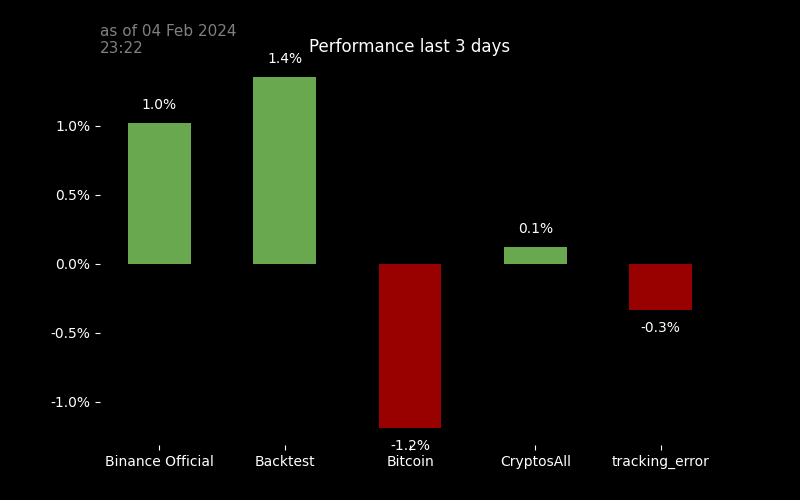 as of 04 Feb 2024
23:22
Performance last 3 days
1.4%
1.0%
1.0%
0.5%
0.1%
0.0%
-0.5%
-0.3%
-1.0%
-1.2%
Binance Official
Backtest
Bitcoin
CryptosAll
tracking_error